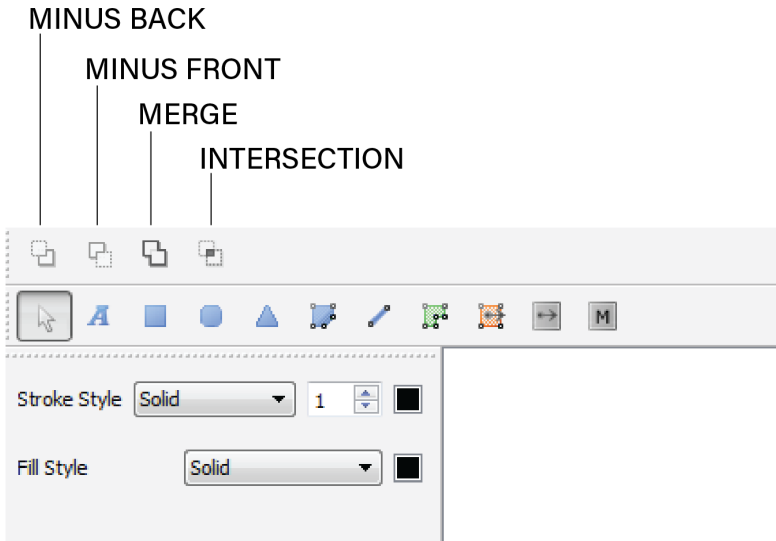 MINUS BACK
MINUS FRONT
MERGE
INTERSECTION
A
M
Stroke Style Solid 1
Fill Style Solid